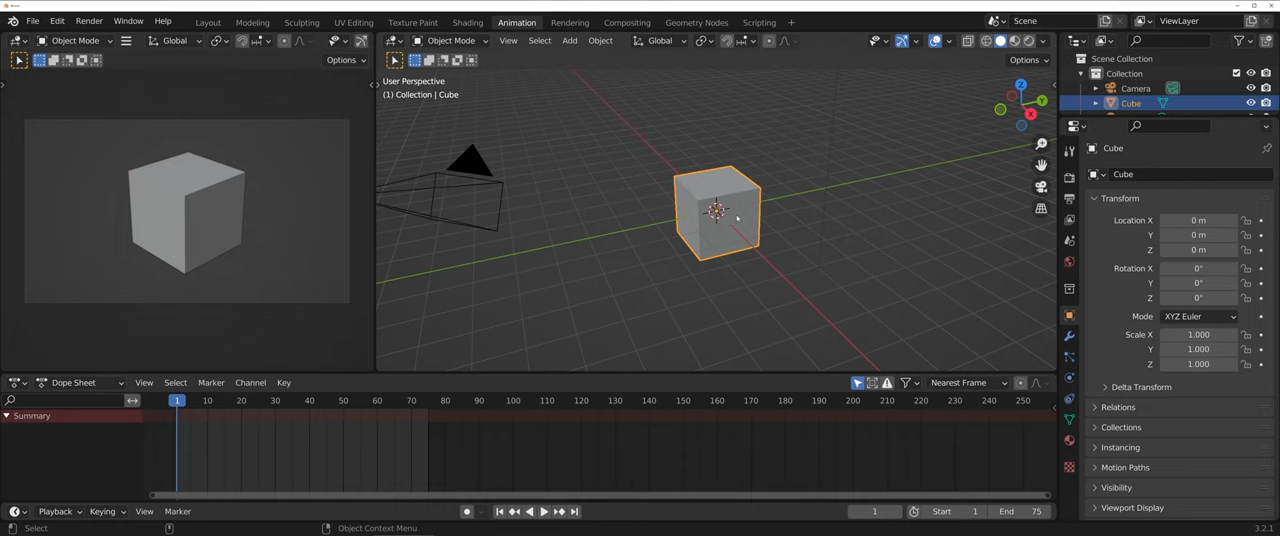 File Edit Render Window Help Layout Modeling Sculpting UV Editing Texture Paint Shading Animation Rendering Compositing Geometry Nodes Scripting + Scene ViewLayer
Object Mode Global Object Mode View Select Add Object Global
Options Options
User Perspective
(1) Collection | Cube
Z
Y
X
Scene Collection
Collection
Camera
Cube
Cube
Cube
Transform
Location X 0 m
Y 0 m
Z 0 m
Rotation X 0°
Y 0°
Z 0°
Mode XYZ Euler
Scale X 1.000
Y 1.000
Z 1.000
Delta Transform
Relations
Collections
Instancing
Motion Paths
Visibility
Viewport Display
Dope Sheet View Select Marker Channel Key Nearest Frame
1 10 20 30 40 50 60 70 80 90 100 110 120 130 140 150 160 170 180 190 200 210 220 230 240 250
Summary
Playback Keying View Marker 1 Start 1 End 75
Select Object Context Menu 3.2.1